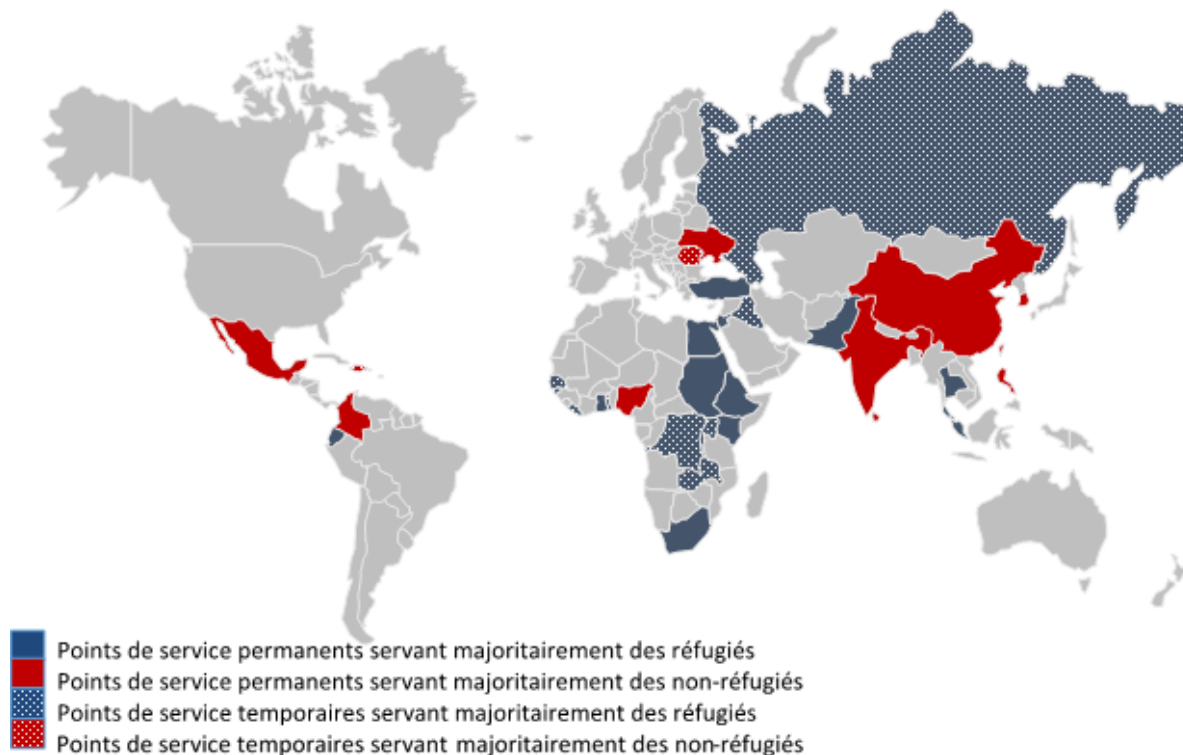 Points de service permanents servant majoritairement des réfugiés
Points de service permanents servant majoritairement des non-réfugiés
Points de service temporaires servant majoritairement des réfugiés
Points de service temporaires servant majoritairement des non-réfugiés